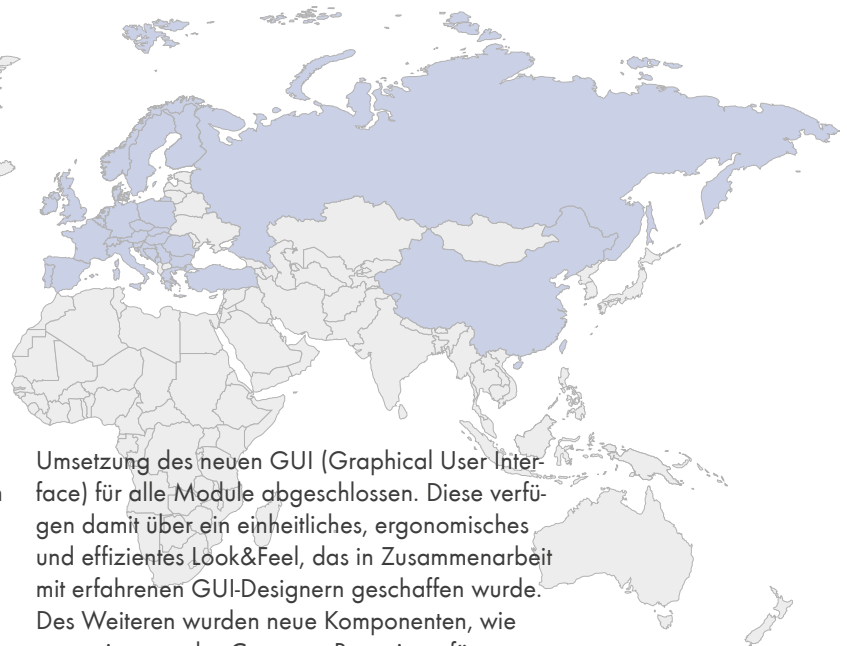 Umsetzung des neuen GUI (Graphical User Inter-
face) für alle Module abgeschlossen. Diese verfü-
gen damit über ein einheitliches, ergonomisches
und effizientes Look&Feel, das in Zusammenarbeit
mit erfahrenen GUI-Designern geschaffen wurde.
Des Weiteren wurden neue Komponenten, wie